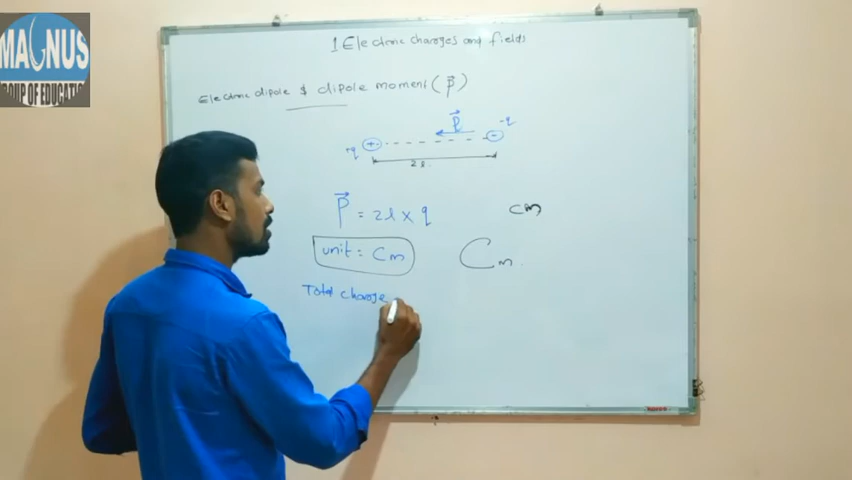 MAGNUS
GROUP OF EDUCATION
1 Electric charges and fields
Electric dipole & dipole moment (p⃗)
p⃗
-q
+q
+
-
2l
p⃗ = 2l × q
cm
unit = Cm
Cm
Total charge